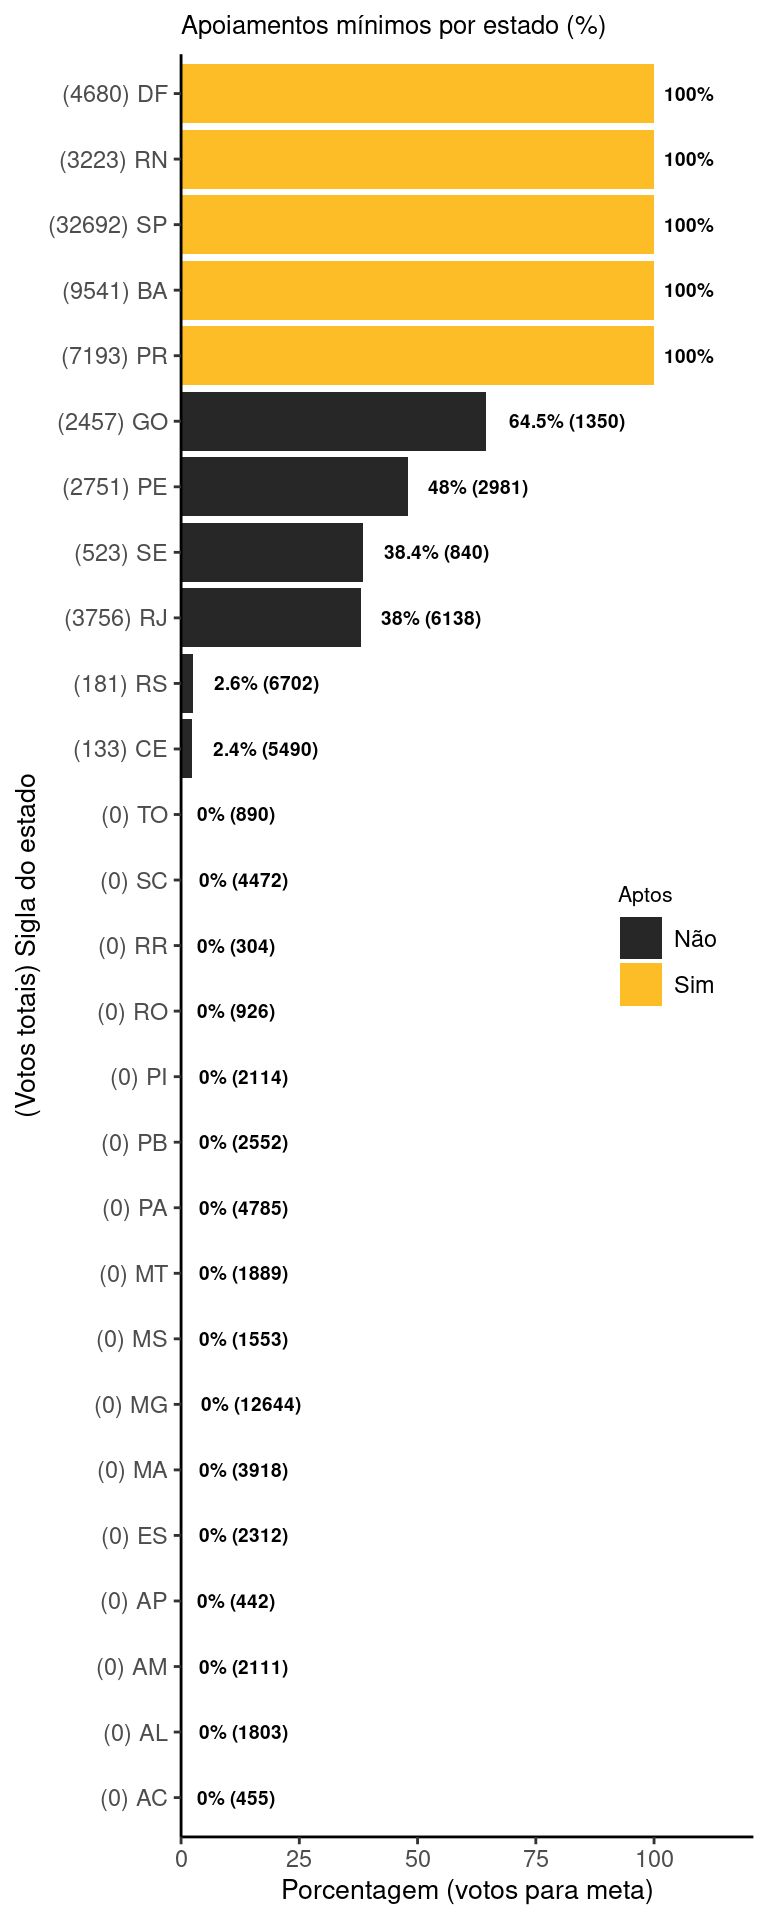 Apoiamentos mínimos por estado (%)
(4680) DF 100%
(3223) RN 100%
(32692) SP 100%
(9541) BA 100%
(7193) PR 100%
(2457) GO 64.5% (1350)
(2751) PE 48% (2981)
(523) SE 38.4% (840)
(3756) RJ 38% (6138)
(181) RS 2.6% (6702)
(133) CE 2.4% (5490)
(0) TO 0% (890)
(0) SC 0% (4472)
(0) RR 0% (304)
(0) RO 0% (926)
(0) PI 0% (2114)
(0) PB 0% (2552)
(0) PA 0% (4785)
(0) MT 0% (1889)
(0) MS 0% (1553)
(0) MG 0% (12644)
(0) MA 0% (3918)
(0) ES 0% (2312)
(0) AP 0% (442)
(0) AM 0% (2111)
(0) AL 0% (1803)
(0) AC 0% (455)
0 25 50 75 100
Porcentagem (votos para meta)
(Votos totais) Sigla do estado
Aptos
Não
Sim